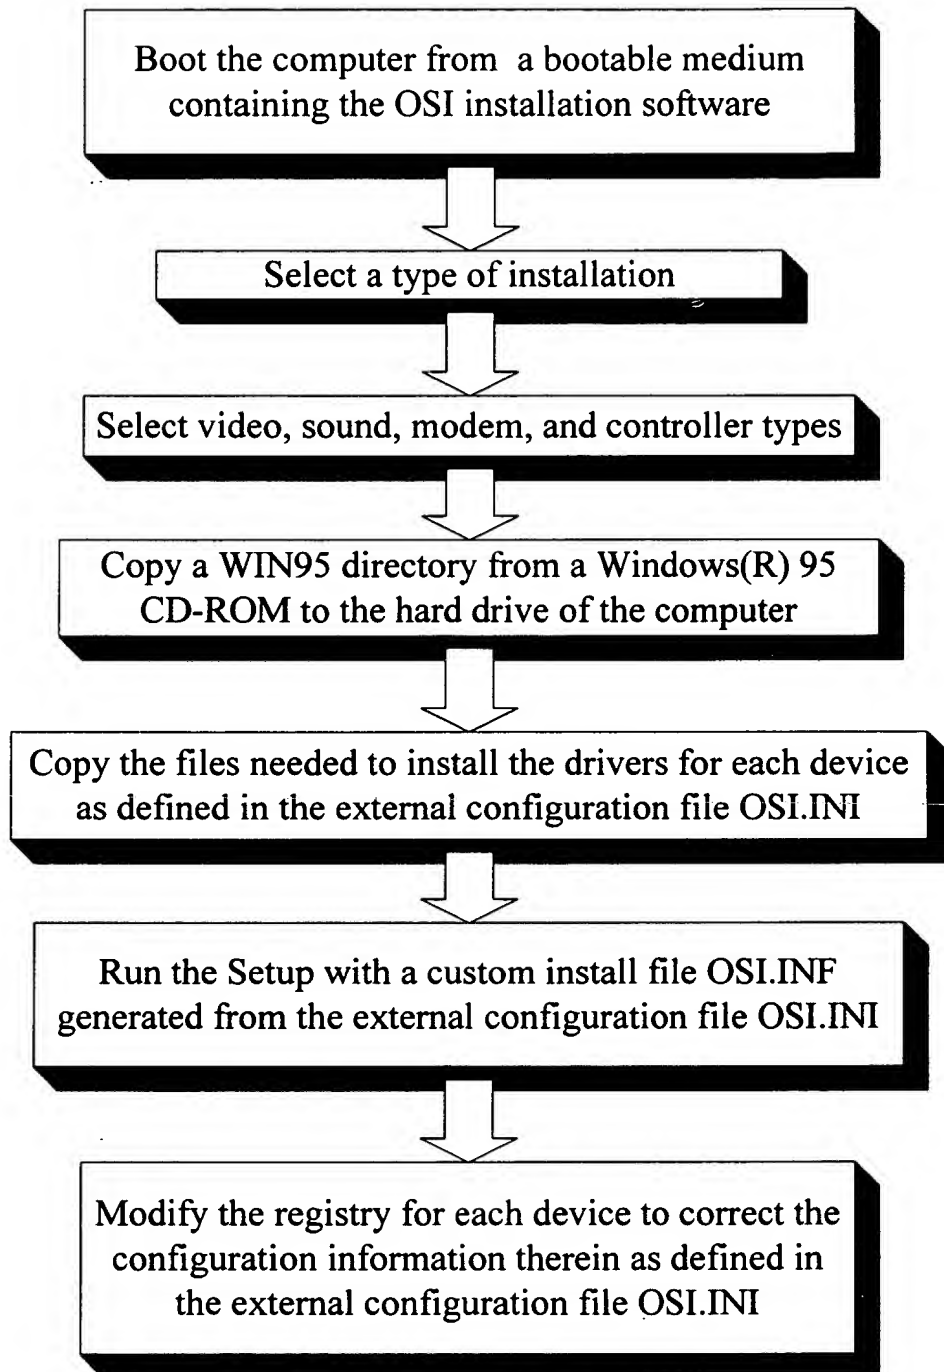 Boot the computer from a bootable medium
containing the OSI installation software
Select a type of installation
Select video, sound, modem, and controller types
Copy a WIN95 directory from a Windows(R) 95
CD-ROM to the hard drive of the computer
Copy the files needed to install the drivers for each device
as defined in the external configuration file OSI.INI
Run the Setup with a custom install file OSI.INF
generated from the external configuration file OSI.INI
Modify the registry for each device to correct the
configuration information therein as defined in
the external configuration file OSI.INI